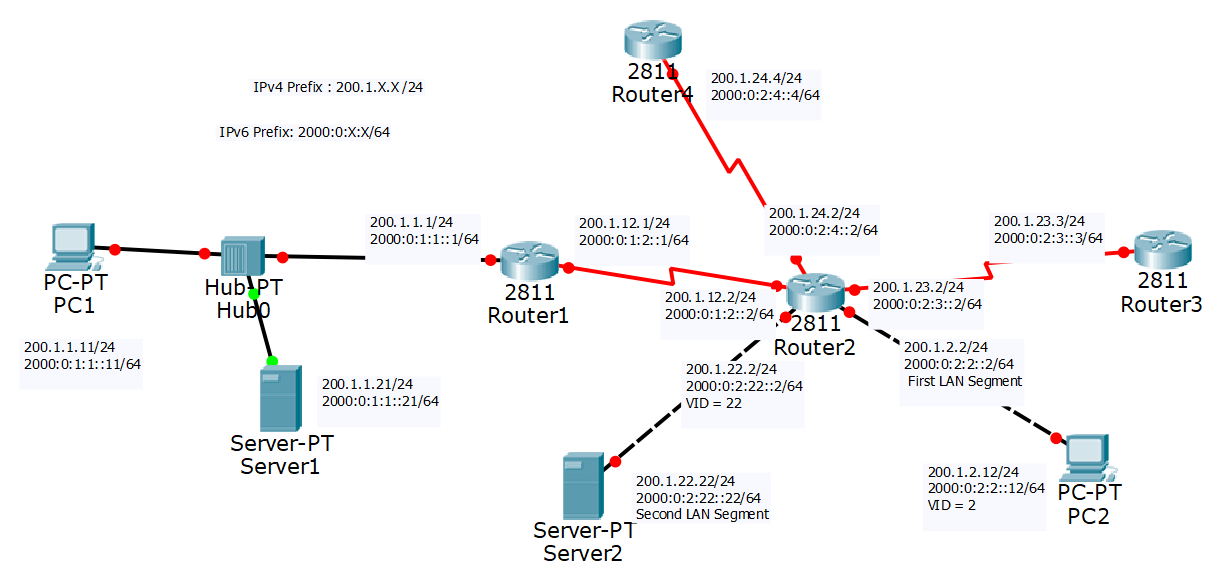 2811
Router4
200.1.24.4/24
2000:0:2:4::4/64
IPv4 Prefix : 200.1.X.X/24
IPv6 Prefix: 2000:0:X:X/64
200.1.1.1/24
2000:0:1:1::1/64
200.1.12.1/24
2000:0:1:2::1/64
200.1.24.2/24
2000:0:2:4::2/64
200.1.23.3/24
2000:0:2:3::3/64
PC-PT
PC1
Hub-PT
Hub0
2811
Router1
2811
Router3
200.1.12.2/24
2000:0:1:2::2/64
200.1.23.2/24
2000:0:2:3::2/64
2811
Router2
200.1.1.11/24
2000:0:1:1::11/64
200.1.1.21/24
2000:0:1:1::21/64
200.1.22.2/24
2000:0:2:22::2/64
VID = 22
200.1.2.2/24
2000:0:2:2::2/64
First LAN Segment
Server-PT
Server1
200.1.22.22/24
2000:0:2:22::22/64
Second LAN Segment
200.1.2.12/24
2000:0:2:2::12/64
VID = 2
PC-PT
PC2
Server-PT
Server2